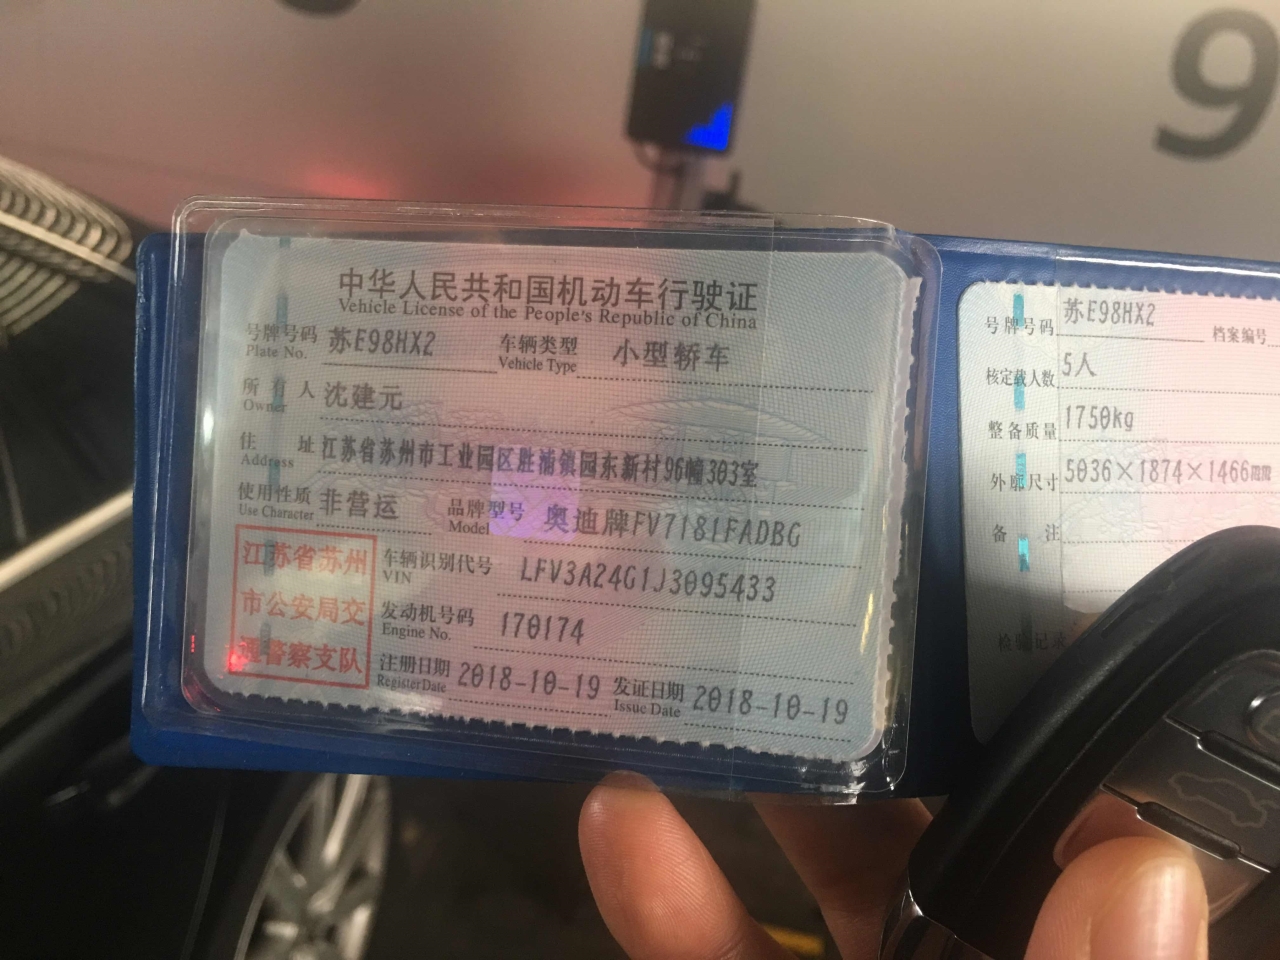 9
中华人民共和国机动车行驶证
Vehicle License of the People's Republic of China
号牌号码 苏E98HX2 车辆类型 小型轿车
Plate No. Vehicle Type
所有人 沈建元
Owner
住址 江苏省苏州市工业园区胜浦镇园东新村96幢303室
Address
使用性质 非营运 品牌型号 奥迪牌FV7181FADBG
Use Character Model
江苏省苏州
市公安局交
通警察支队
车辆识别代号 LFV3A24G1J3095433
VIN
发动机号码 170174
Engine No.
注册日期 2018-10-19 发证日期 2018-10-19
Register Date Issue Date
号牌号码 苏E98HX2 档案编号
核定载人数 5人
整备质量 1750kg
外廓尺寸 5036×1874×1466mm
备注
检验记录